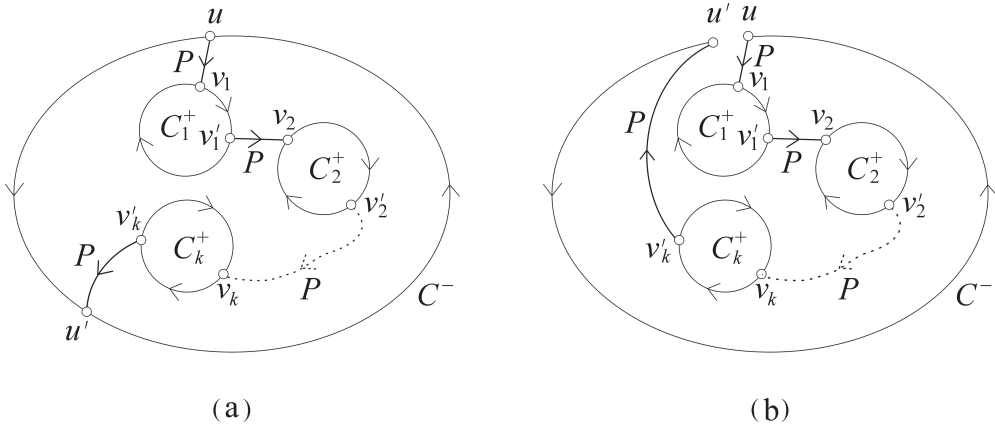 u
P
v₁
C₁⁺
v₁′
P
v₂
C₂⁺
v₂′
P
vₖ
Cₖ⁺
vₖ′
P
u′
C⁻
(a)
u′
u
P
v₁
C₁⁺
v₁′
P
v₂
C₂⁺
v₂′
P
vₖ
Cₖ⁺
vₖ′
P
C⁻
(b)